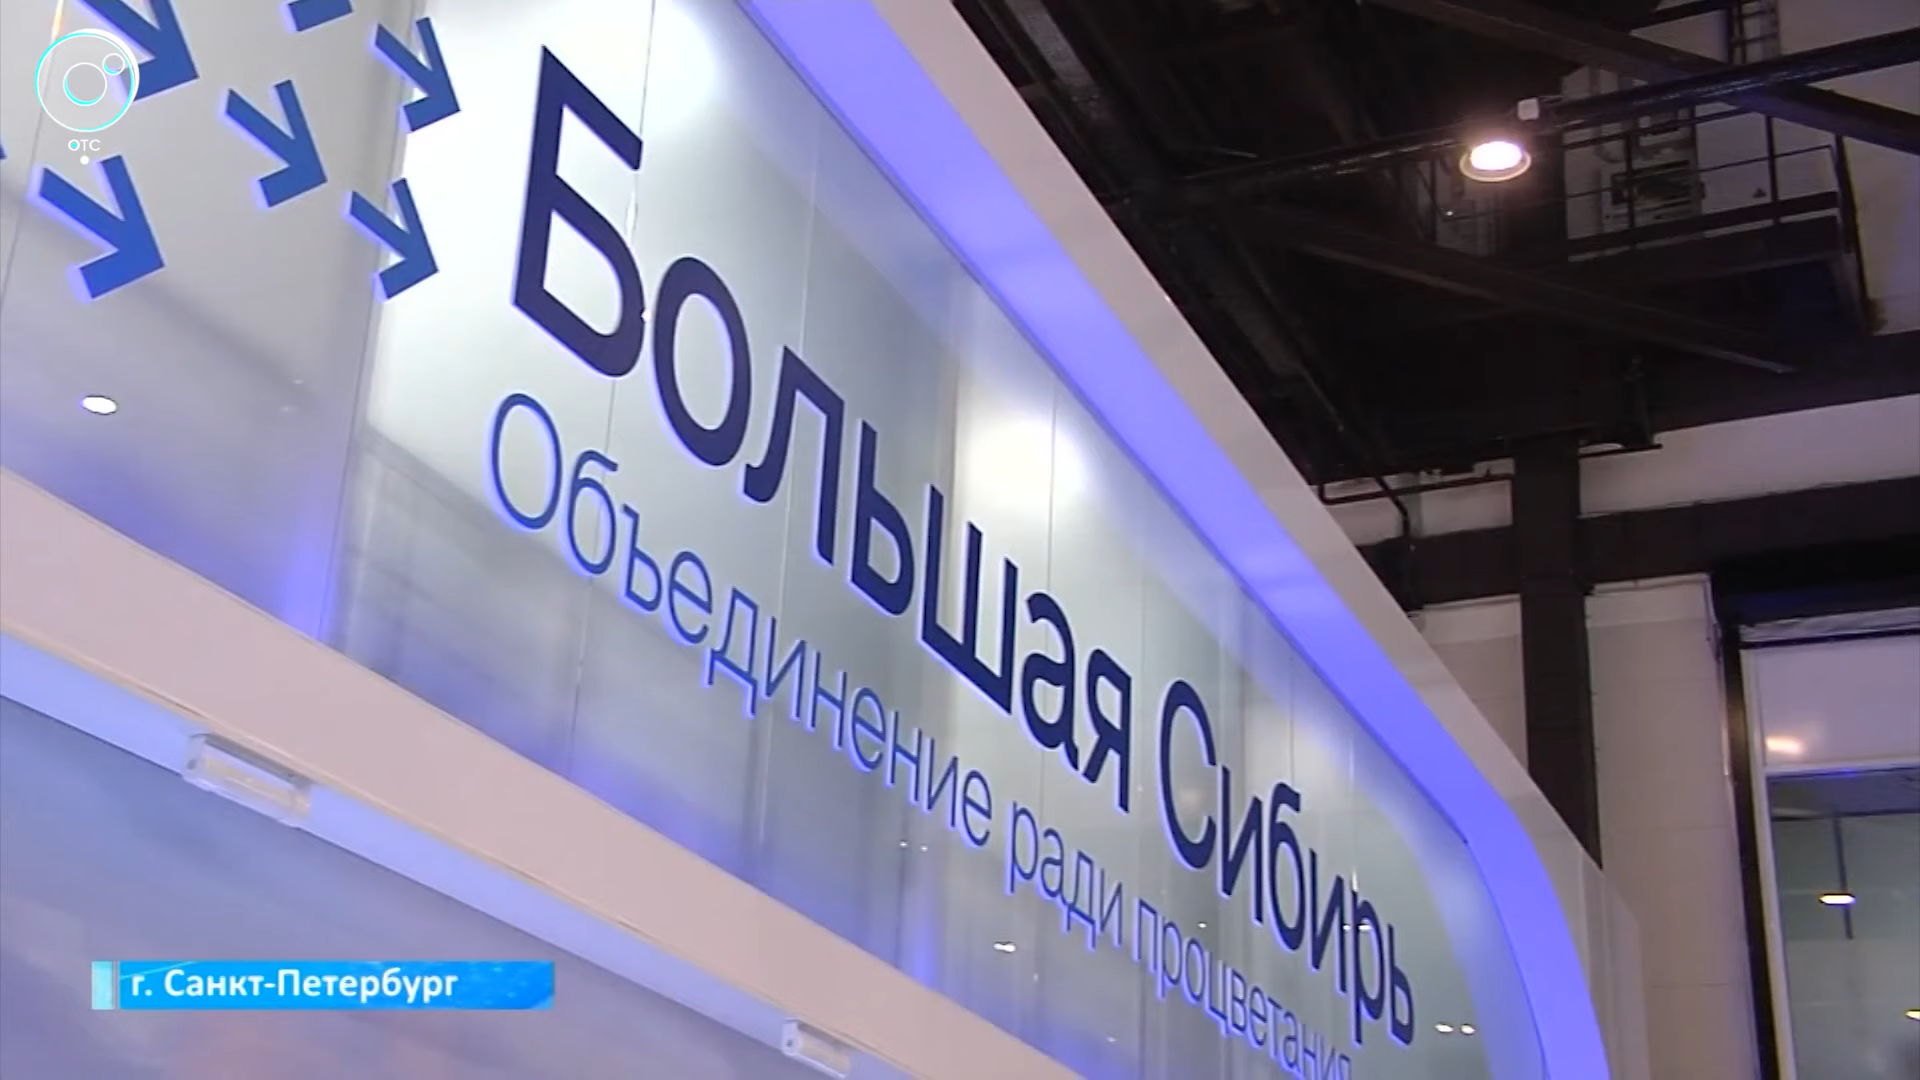 ОТС
Большая Сибирь
Объединение ради процветания
г. Санкт-Петербург